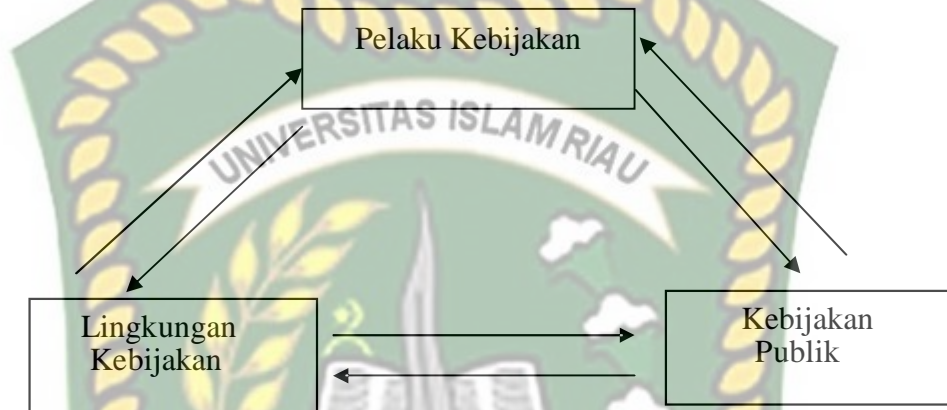 Pelaku Kebijakan
UNIVERSITAS ISLAM RIAU
Lingkungan
Kebijakan
Kebijakan
Publik